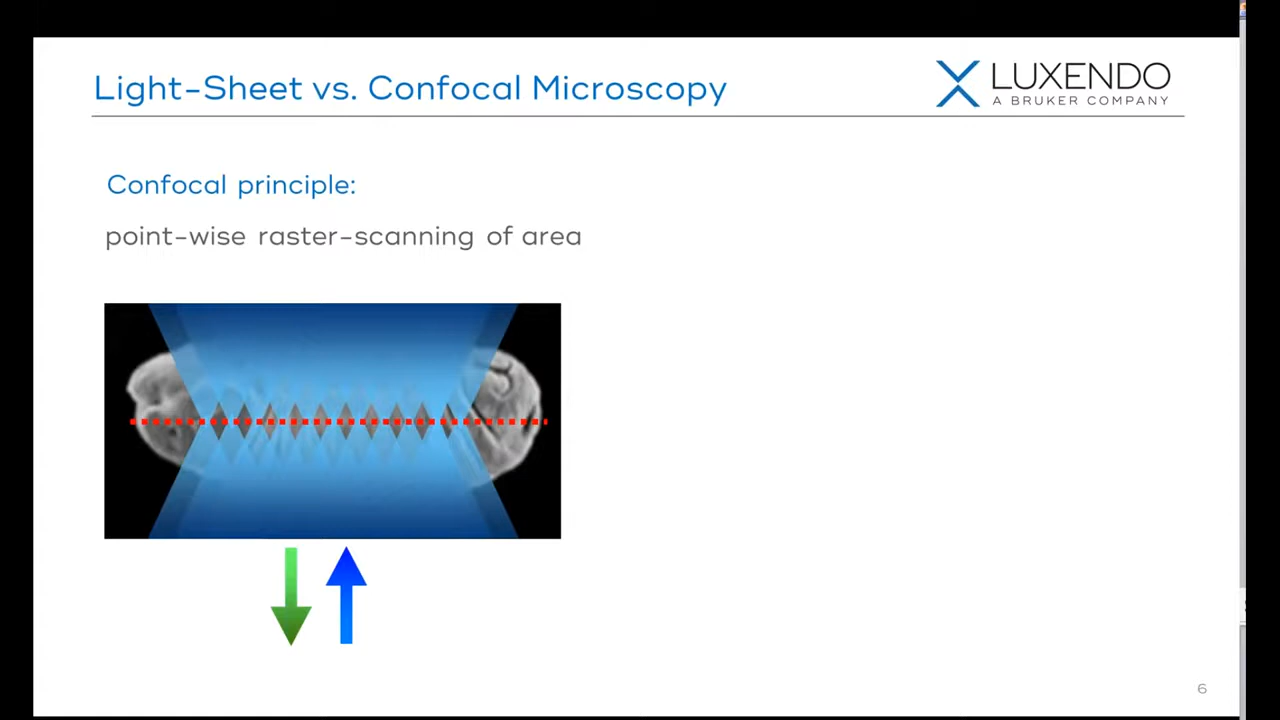 Light-Sheet vs. Confocal Microscopy
LUXENDO
A BRUKER COMPANY
Confocal principle:
point-wise raster-scanning of area
6